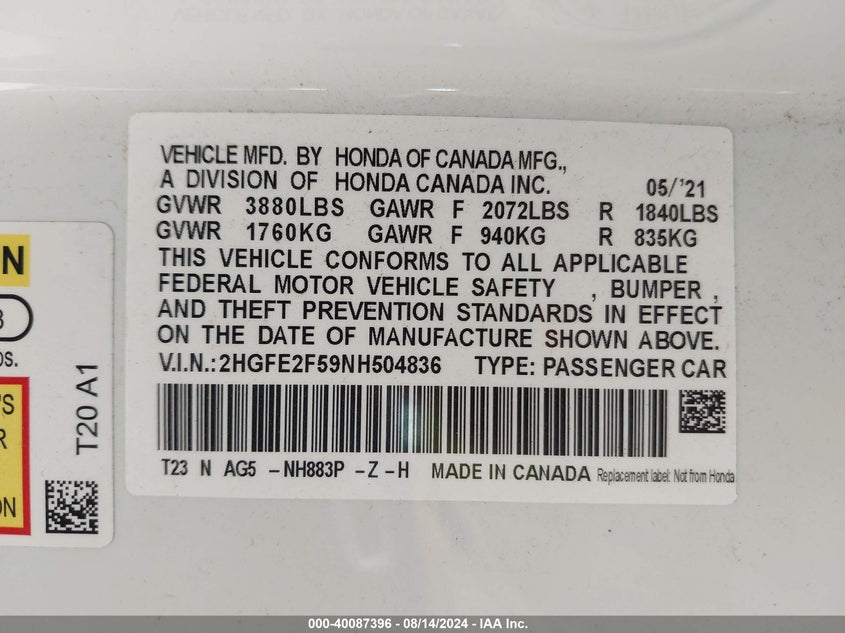 VEHICLE MFD. BY HONDA OF CANADA MFG.,
A DIVISION OF HONDA CANADA INC. 05/'21
GVWR 3880LBS GAWR F 2072LBS R 1840LBS
GVWR 1760KG GAWR F 940KG R 835KG
THIS VEHICLE CONFORMS TO ALL APPLICABLE
FEDERAL MOTOR VEHICLE SAFETY , BUMPER ,
AND THEFT PREVENTION STANDARDS IN EFFECT
ON THE DATE OF MANUFACTURE SHOWN ABOVE.
V.I.N.:2HGFE2F59NH504836 TYPE: PASSENGER CAR
T23 N AG5 -NH883P -Z -H MADE IN CANADA Replacement label: Not from Honda
T20 A1
000-40087396 - 08/14/2024 - IAA Inc.